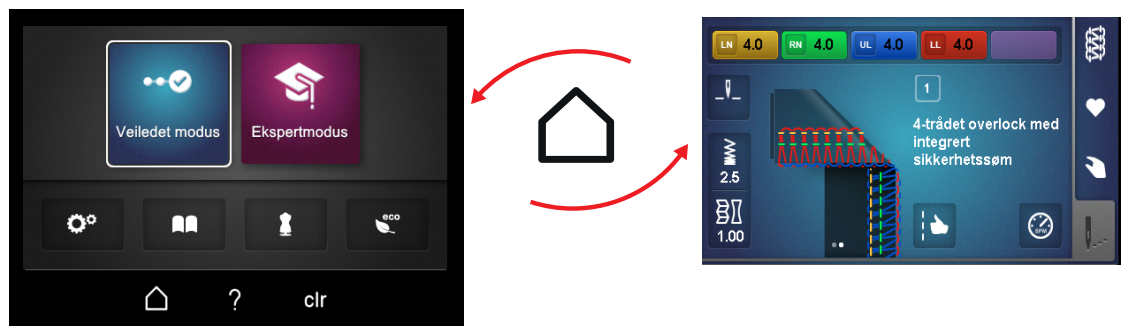 Veiledet modus
Ekspertmodus
eco
?
clr
LN 4.0
RN 4.0
UL 4.0
LL 4.0
1
4-trådet overlock med
integrert
sikkerhetssøm
2.5
1.00
SPM